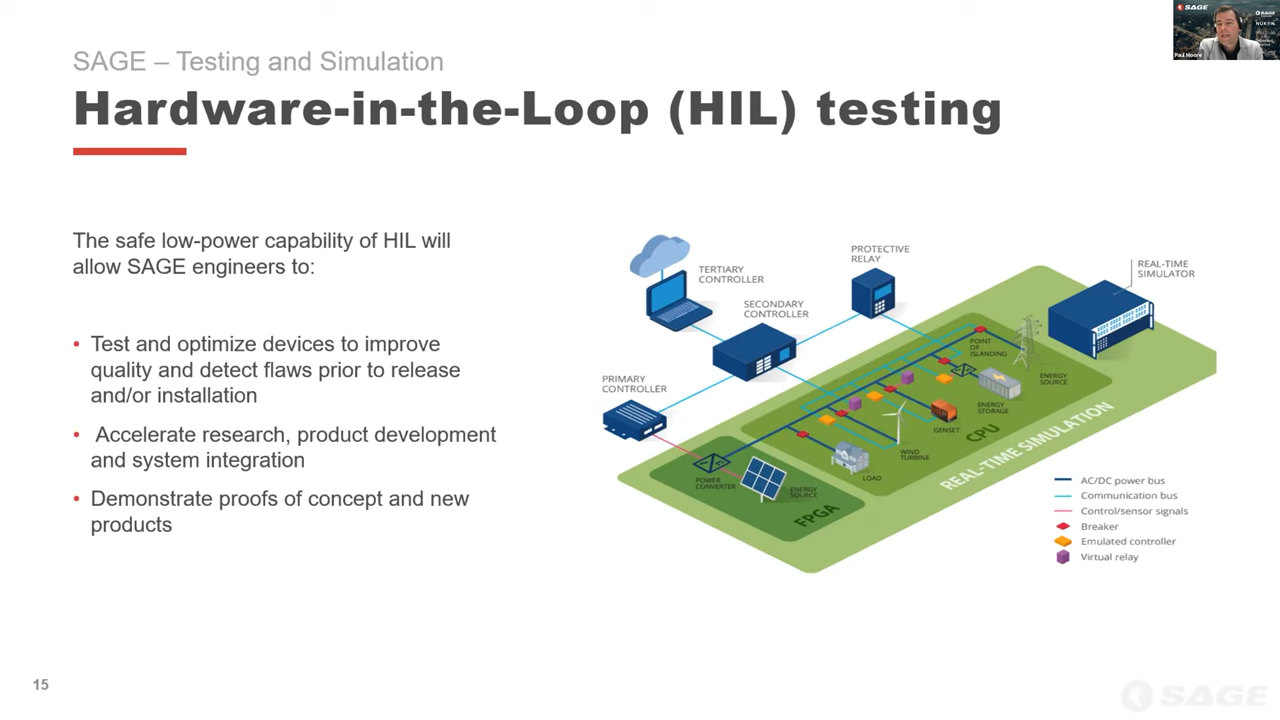 SAGE – Testing and Simulation
Hardware-in-the-Loop (HIL) testing
The safe low-power capability of HIL will
allow SAGE engineers to:
• Test and optimize devices to improve
quality and detect flaws prior to release
and/or installation
• Accelerate research, product development
and system integration
• Demonstrate proofs of concept and new
products
TERTIARY
CONTROLLER
SECONDARY
CONTROLLER
PRIMARY
CONTROLLER
PROTECTIVE
RELAY
REAL-TIME
SIMULATOR
POINT
OF
ISLANDING
ENERGY
SOURCE
ENERGY
STORAGE
GENSET
WIND
TURBINE
LOAD
CPU
POWER
CONVERTER
ENERGY
SOURCE
FPGA
REAL-TIME SIMULATION
AC/DC power bus
Communication bus
Control/sensor signals
Breaker
Emulated controller
Virtual relay
15
SAGE
SAGE
SAGE
Paul Moore